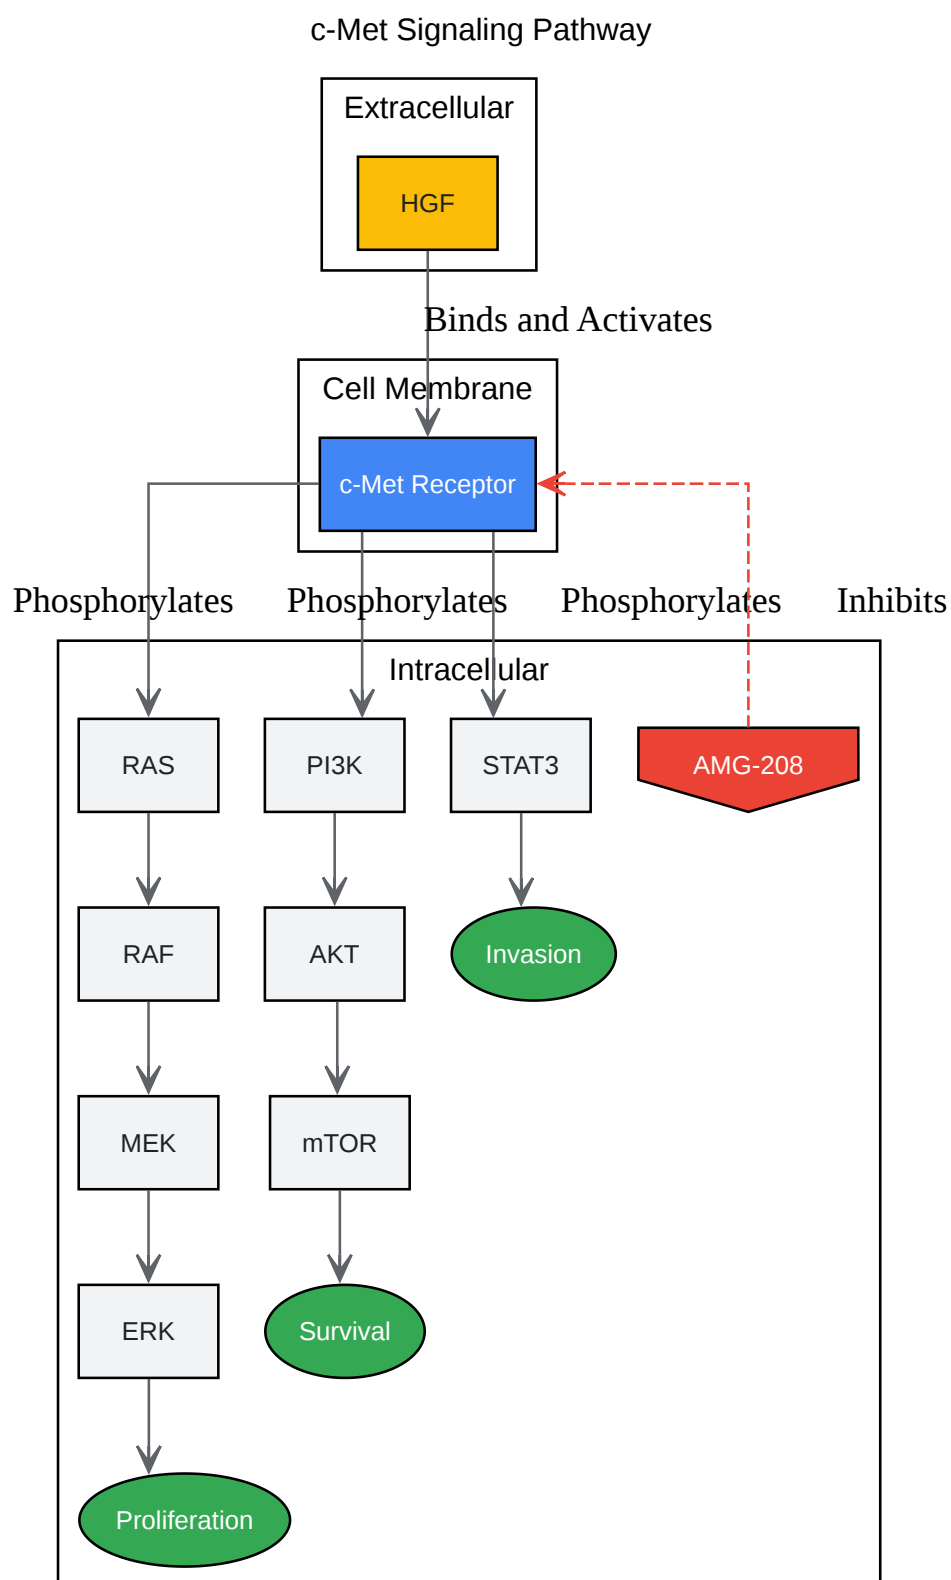 c-Met Signaling Pathway
Extracellular
HGF
Binds and Activates
Cell Membrane
c-Met Receptor
Phosphorylates Phosphorylates Phosphorylates Inhibits
Intracellular
RAS PI3K STAT3 AMG-208
RAF AKT Invasion
MEK mTOR
ERK Survival
Proliferation